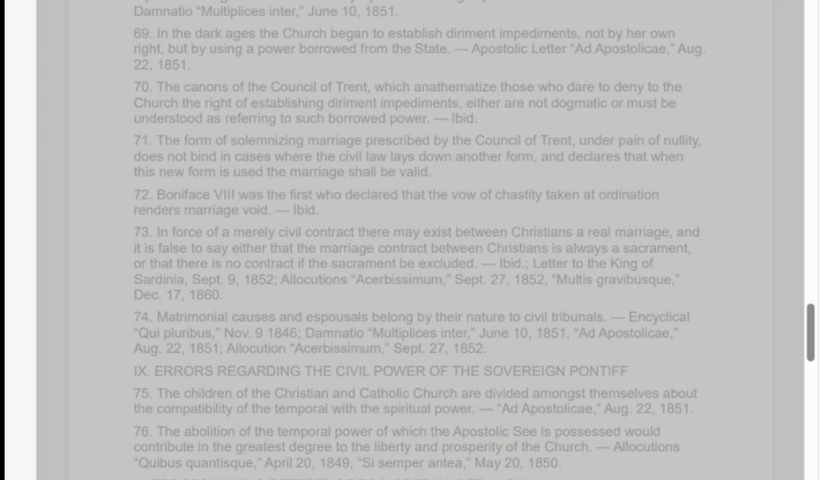 Damnatio “Multiplices inter,” June 10, 1851.
69. In the dark ages the Church began to establish diriment impediments, not by her own
right, but by using a power borrowed from the State. — Apostolic Letter “Ad Apostolicae,” Aug.
22, 1851.
70. The canons of the Council of Trent, which anathematize those who dare to deny to the
Church the right of establishing diriment impediments, either are not dogmatic or must be
understood as referring to such borrowed power. — Ibid.
71. The form of solemnizing marriage prescribed by the Council of Trent, under pain of nullity,
does not bind in cases where the civil law lays down another form, and declares that when
this new form is used the marriage shall be valid.
72. Boniface VIII was the first who declared that the vow of chastity taken at ordination
renders marriage void. — Ibid.
73. In force of a merely civil contract there may exist between Christians a real marriage, and
it is false to say either that the marriage contract between Christians is always a sacrament,
or that there is no contract if the sacrament be excluded. — Ibid.; Letter to the King of
Sardinia, Sept. 9, 1852; Allocutions “Acerbissimum,” Sept. 27, 1852, “Multis gravibusque,”
Dec. 17, 1860.
74. Matrimonial causes and espousals belong by their nature to civil tribunals. — Encyclical
“Qui pluribus,” Nov. 9 1846; Damnatio “Multiplices inter,” June 10, 1851, “Ad Apostolicae,”
Aug. 22, 1851; Allocution “Acerbissimum,” Sept. 27, 1852.
IX. ERRORS REGARDING THE CIVIL POWER OF THE SOVEREIGN PONTIFF
75. The children of the Christian and Catholic Church are divided amongst themselves about
the compatibility of the temporal with the spiritual power. — “Ad Apostolicae,” Aug. 22, 1851.
76. The abolition of the temporal power of which the Apostolic See is possessed would
contribute in the greatest degree to the liberty and prosperity of the Church. — Allocutions
“Quibus quantisque,” April 20, 1849, “Si semper antea,” May 20, 1850.